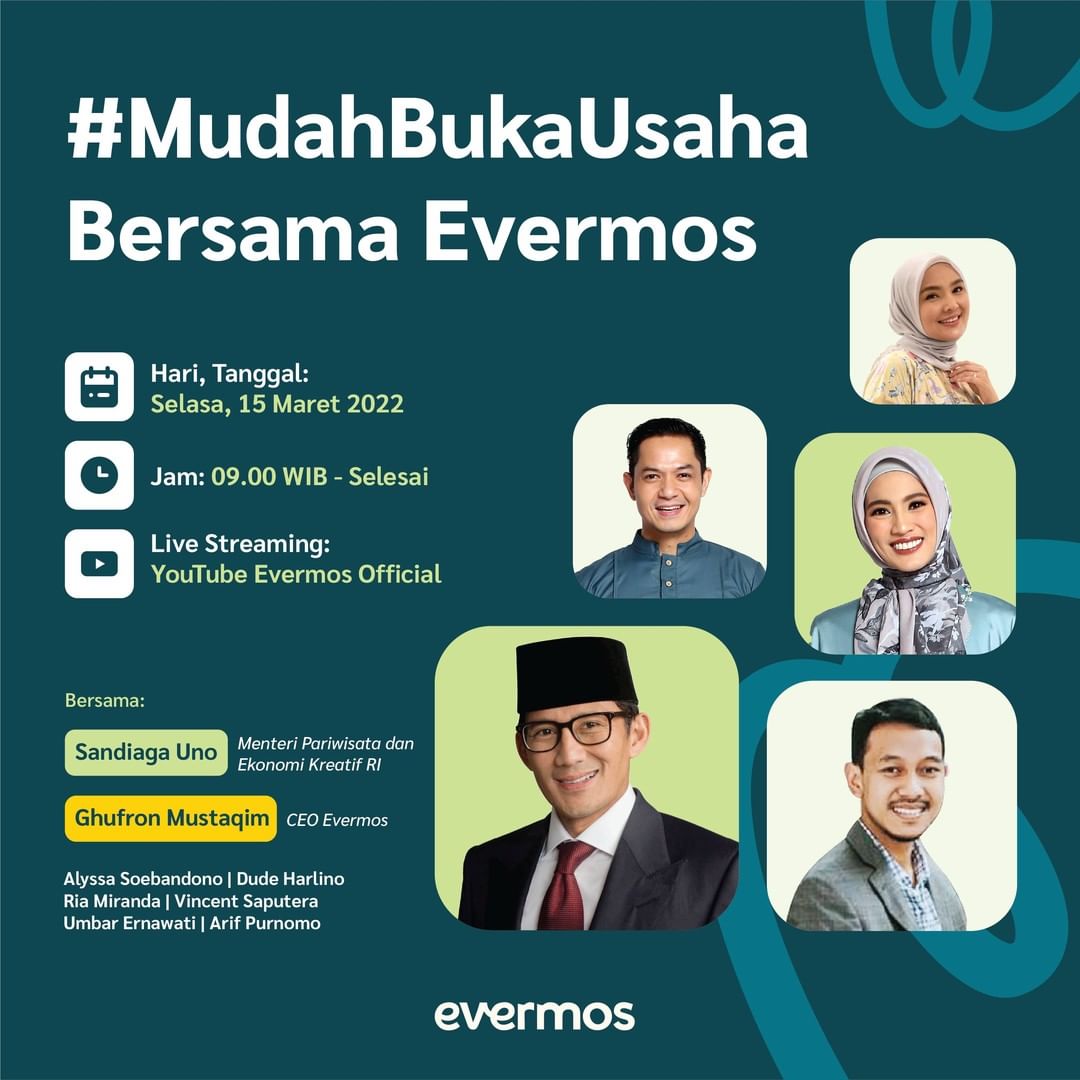 #MudahBukaUsaha
Bersama Evermos
Hari, Tanggal:
Selasa, 15 Maret 2022
Jam: 09.00 WIB - Selesai
Live Streaming:
YouTube Evermos Official
Bersama:
Sandiaga Uno
Menteri Pariwisata dan
Ekonomi Kreatif RI
Ghufron Mustaqim
CEO Evermos
Alyssa Soebandono | Dude Harlino
Ria Miranda | Vincent Saputera
Umbar Ernawati | Arif Purnomo
evermos